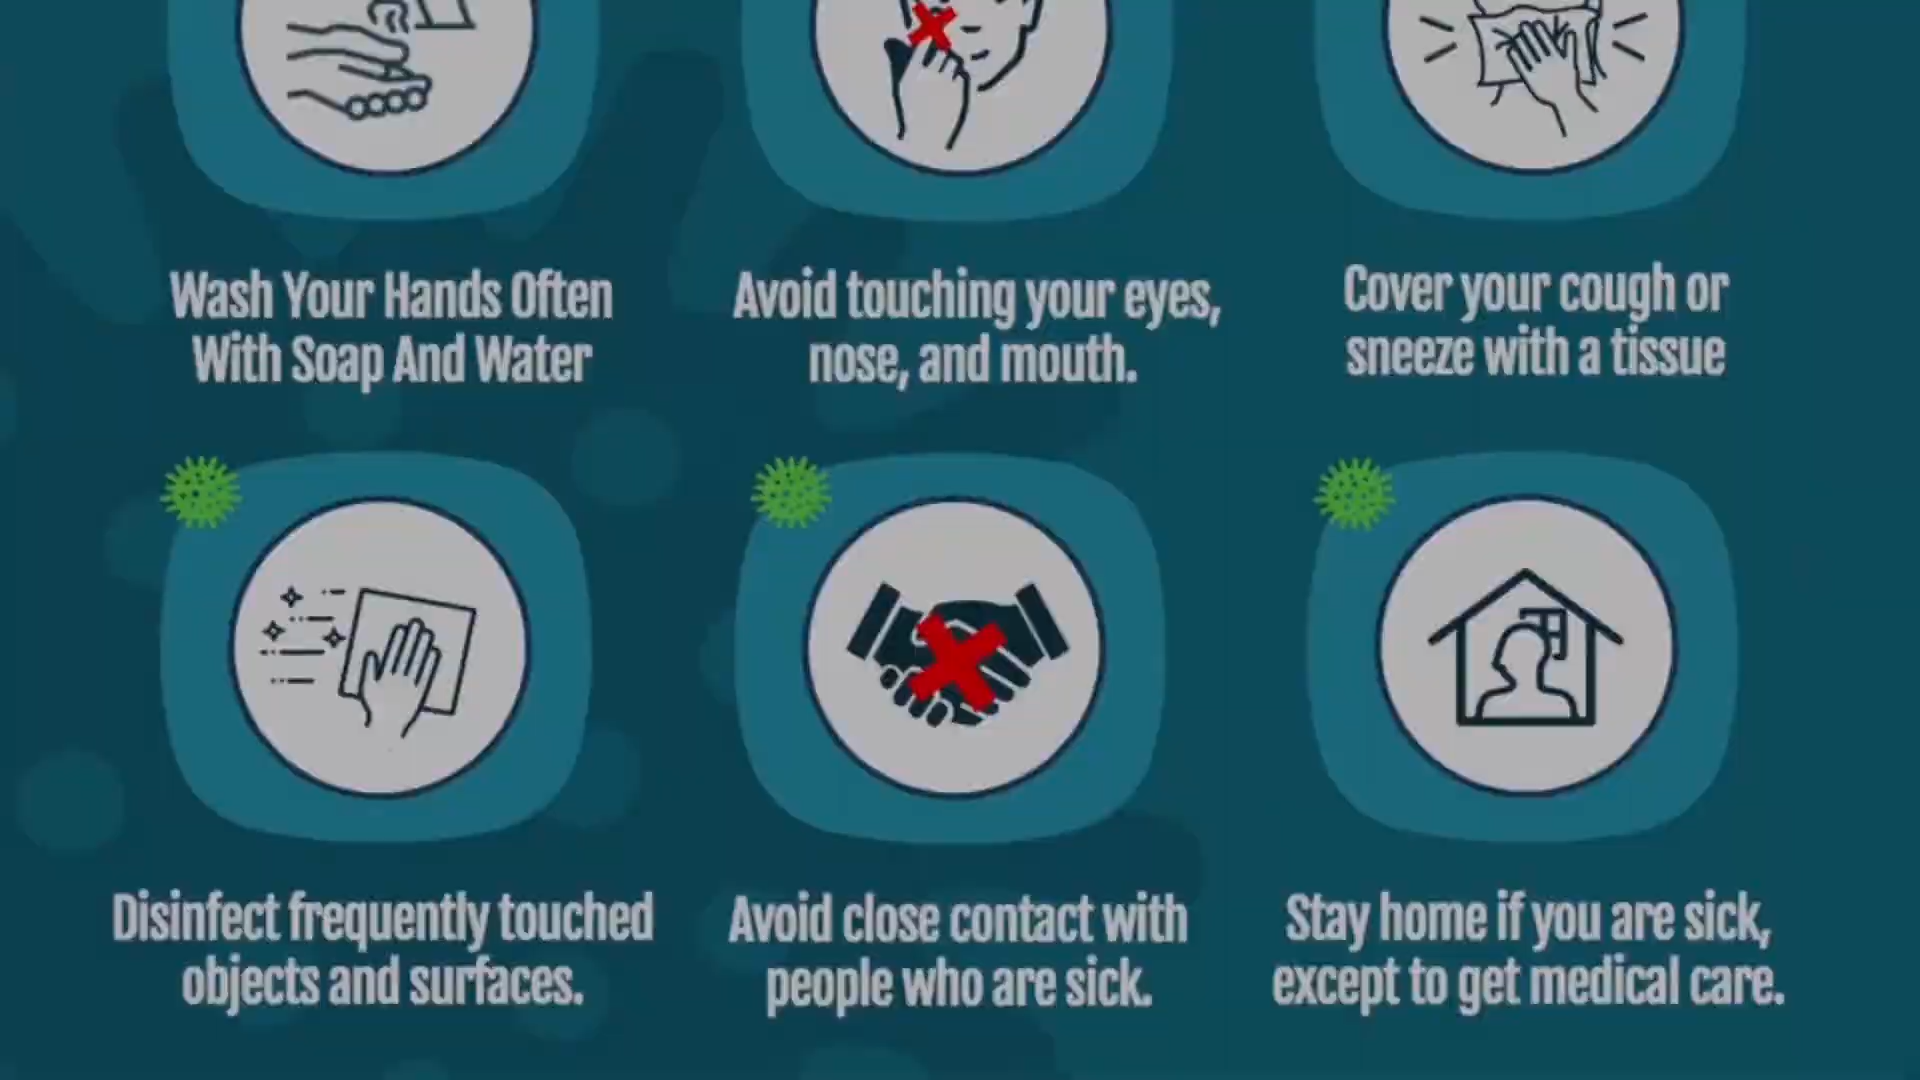 Wash Your Hands Often
With Soap And Water
Avoid touching your eyes,
nose, and mouth.
Cover your cough or
sneeze with a tissue
Disinfect frequently touched
objects and surfaces.
Avoid close contact with
people who are sick.
Stay home if you are sick,
except to get medical care.